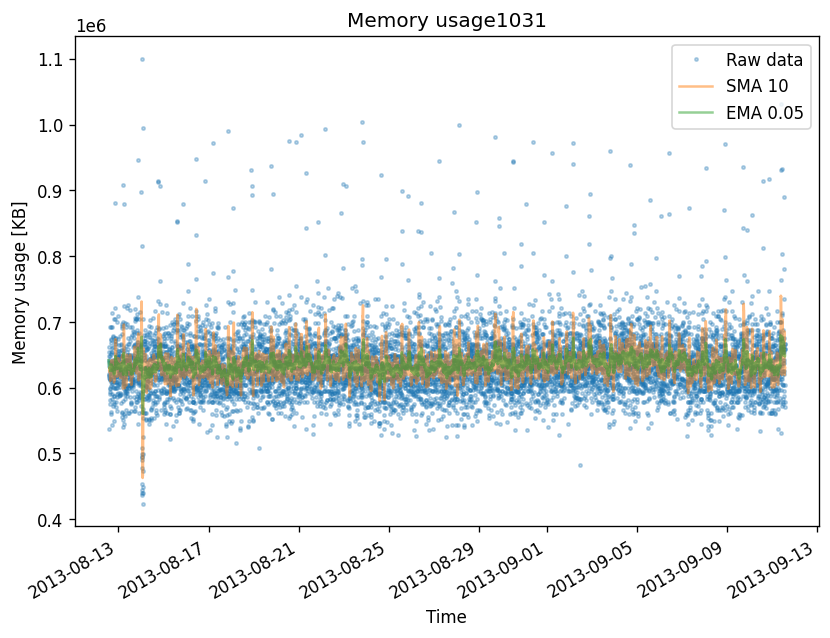 Memory usage1031
1e6
Raw data
SMA 10
EMA 0.05
1.1
1.0
0.9
0.8
0.7
0.6
0.5
0.4
Memory usage [KB]
2013-08-13
2013-08-17
2013-08-21
2013-08-25
2013-08-29
2013-09-01
2013-09-05
2013-09-09
2013-09-13
Time